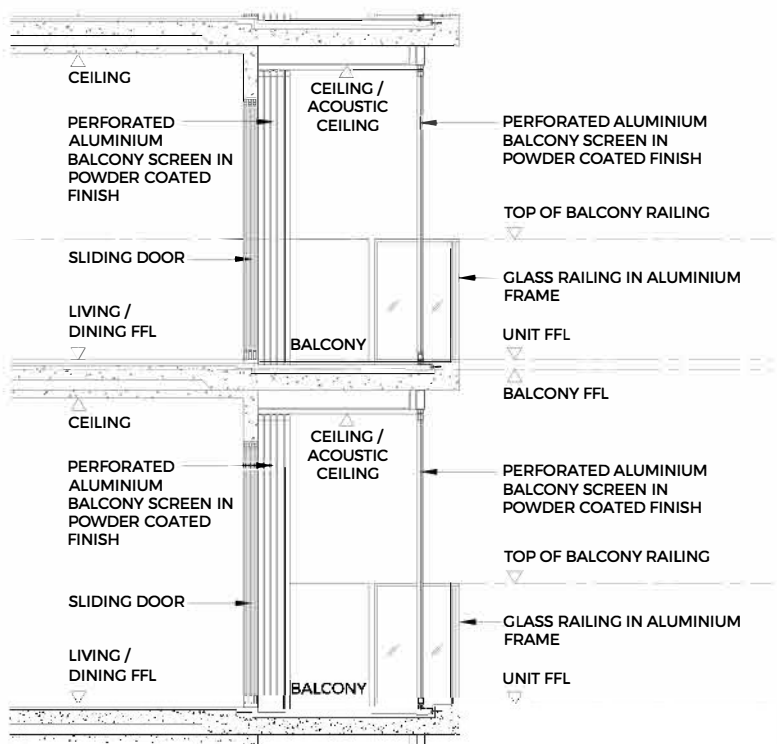 CEILING
CEILING /
ACOUSTIC
CEILING
PERFORATED
ALUMINIUM
BALCONY SCREEN IN
POWDER COATED
FINISH
PERFORATED ALUMINIUM
BALCONY SCREEN IN
POWDER COATED FINISH
TOP OF BALCONY RAILING
SLIDING DOOR
GLASS RAILING IN ALUMINIUM
FRAME
LIVING /
DINING FFL
BALCONY
UNIT FFL
BALCONY FFL
CEILING
CEILING /
ACOUSTIC
CEILING
PERFORATED
ALUMINIUM
BALCONY SCREEN IN
POWDER COATED
FINISH
PERFORATED ALUMINIUM
BALCONY SCREEN IN
POWDER COATED FINISH
TOP OF BALCONY RAILING
SLIDING DOOR
GLASS RAILING IN ALUMINIUM
FRAME
LIVING /
DINING FFL
BALCONY
UNIT FFL